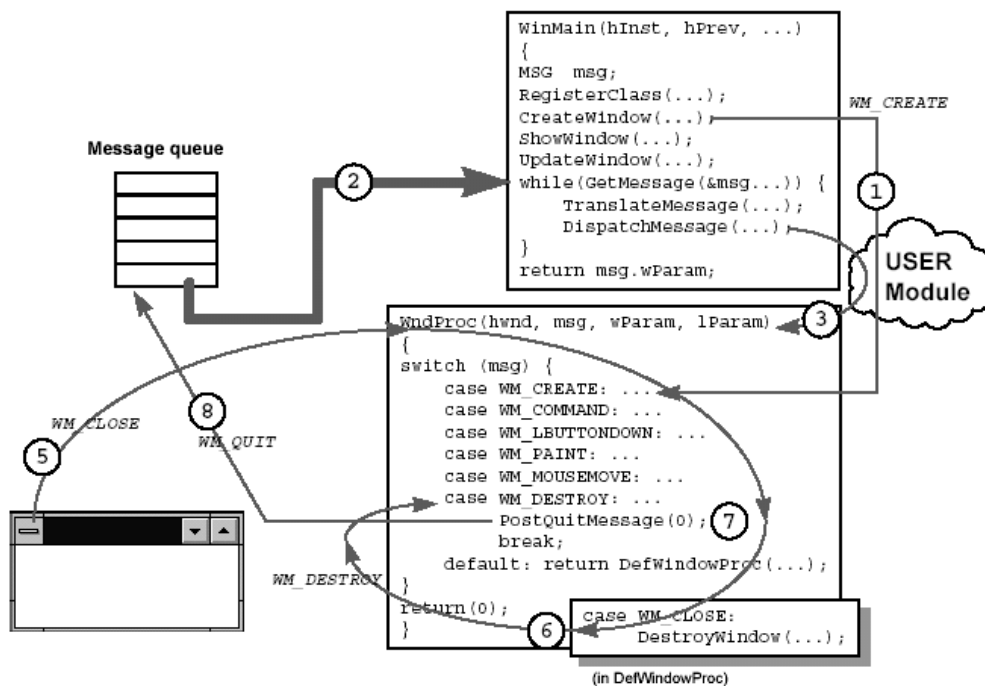 WinMain(hInst, hPrev, ...)
{
MSG  msg;
RegisterClass(...);
CreateWindow(...);
ShowWindow(...);
UpdateWindow(...);
while(GetMessage(&msg...)) {
    TranslateMessage(...);
    DispatchMessage(...);
}
return msg.wParam;
WM_CREATE
1
USER
Module
Message queue
2
3
WndProc(hwnd, msg, wParam, lParam)
{
switch (msg) {
    case WM_CREATE: ...
    case WM_COMMAND: ...
    case WM_LBUTTONDOWN: ...
    case WM_PAINT: ...
    case WM_MOUSEMOVE: ...
    case WM_DESTROY: ...
        PostQuitMessage(0);
        break;
    default: return DefWindowProc(...);
}
return(0);
}
7
8
WM_CLOSE
WM_QUIT
5
WM_DESTROY
6
case WM_CLOSE:
    DestroyWindow(...);
(in DefWindowProc)